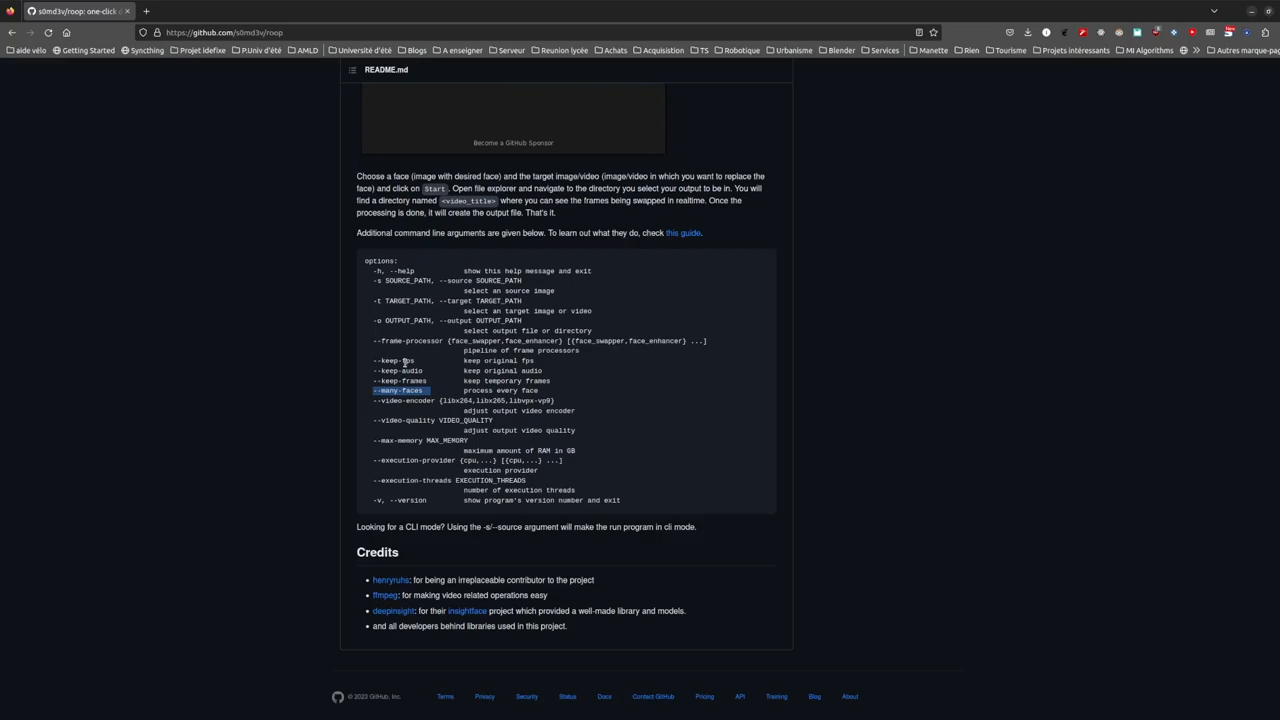 s0md3v/roop: one-click d
https://github.com/s0md3v/roop
aide vélo
Getting Started
Syncthing
Projet Idefixe
P.Univ d'été
AMLD
Université d'été
Blogs
A enseigner
Serveur
Reunion lycée
Achats
Acquisition
TS
Robotique
Urbanisme
Blender
Services
Manette
Rien
Tourisme
Projets intéressants
MI Algorithms
Autres marque-pag
README.md
Become a GitHub Sponsor
Choose a face (image with desired face) and the target image/video (image/video in which you want to replace the
face) and click on Start. Open file explorer and navigate to the directory you select your output to be in. You will
find a directory named <video_title> where you can see the frames being swapped in realtime. Once the
processing is done, it will create the output file. That's it.
Additional command line arguments are given below. To learn out what they do, check this guide.
options:
-h, --help show this help message and exit
-s SOURCE_PATH, --source SOURCE_PATH
select an source image
-t TARGET_PATH, --target TARGET_PATH
select an target image or video
-o OUTPUT_PATH, --output OUTPUT_PATH
select output file or directory
--frame-processor {face_swapper,face_enhancer} [{face_swapper,face_enhancer} ...]
pipeline of frame processors
--keep-fps keep original fps
--keep-audio keep original audio
--keep-frames keep temporary frames
--many-faces process every face
--video-encoder {libx264,libx265,libvpx-vp9}
adjust output video encoder
--video-quality VIDEO_QUALITY
adjust output video quality
--max-memory MAX_MEMORY
maximum amount of RAM in GB
--execution-provider {cpu,...} [{cpu,...} ...]
execution provider
--execution-threads EXECUTION_THREADS
number of execution threads
-v, --version show program's version number and exit
Looking for a CLI mode? Using the -s/--source argument will make the run program in cli mode.
Credits
• henryruhs: for being an irreplaceable contributor to the project
• ffmpeg: for making video related operations easy
• deepinsight: for their insightface project which provided a well-made library and models.
• and all developers behind libraries used in this project.
© 2023 GitHub, Inc.
Terms
Privacy
Security
Status
Docs
Contact GitHub
Pricing
API
Training
Blog
About